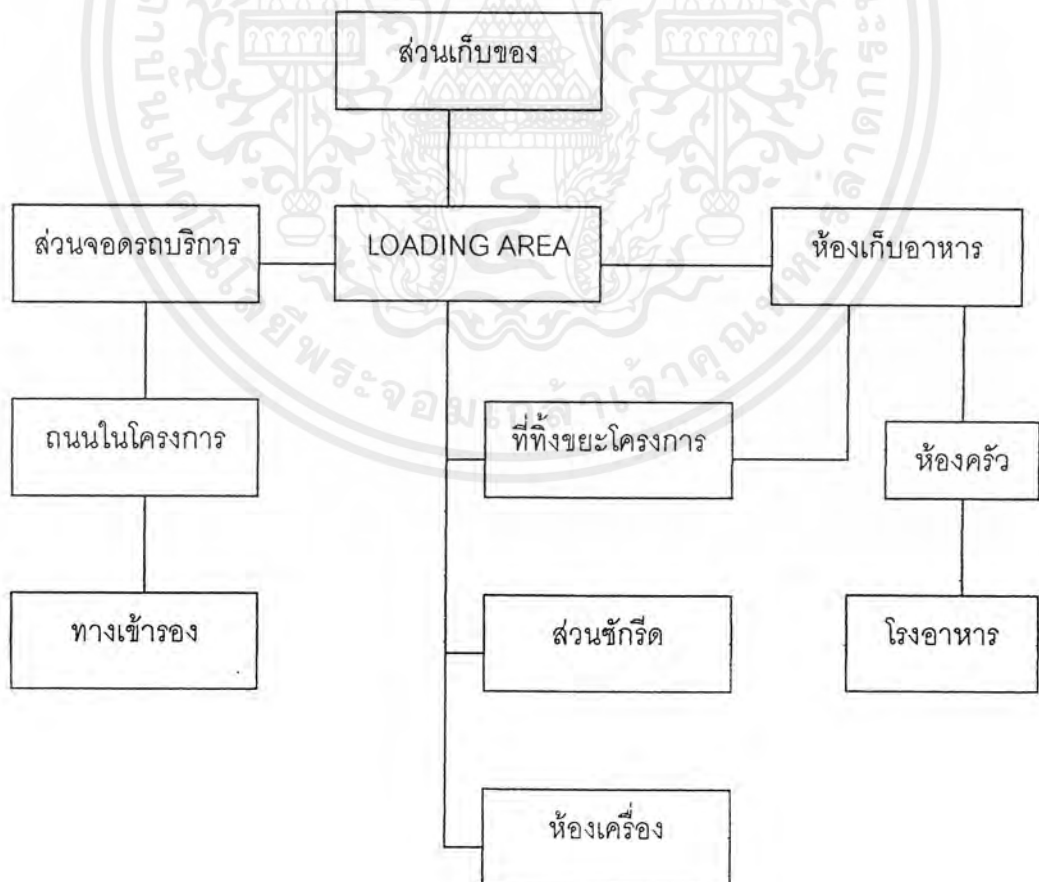 ส่วนเก็บของ
ส่วนจอดรถบริการ
LOADING AREA
ห้องเก็บอาหาร
ถนนในโครงการ
ที่ทิ้งขยะโครงการ
ห้องครัว
ทางเข้ารอง
ส่วนซักรีด
โรงอาหาร
ห้องเครื่อง